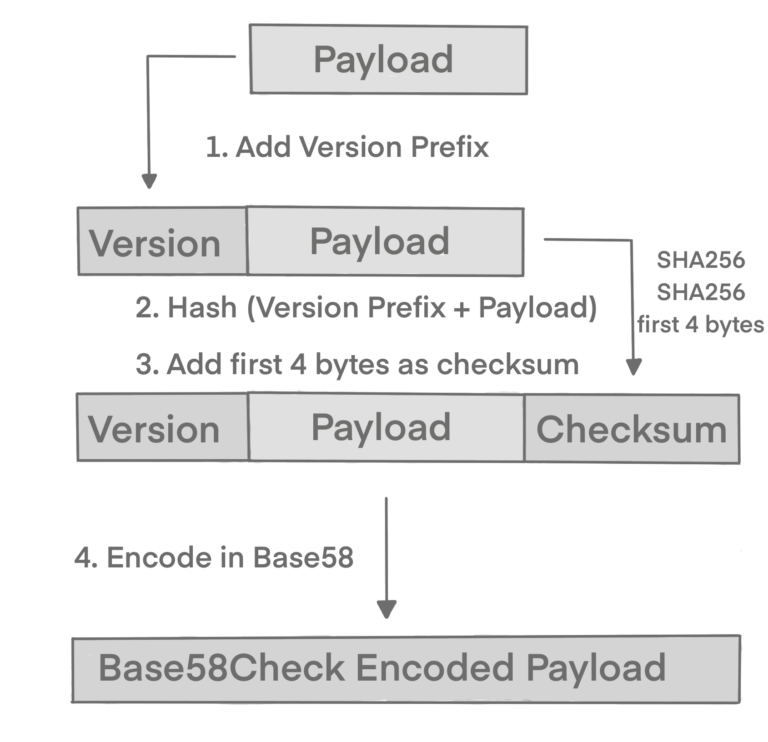 Payload
1. Add Version Prefix
Version Payload
SHA256
SHA256
first 4 bytes
2. Hash (Version Prefix + Payload)
3. Add first 4 bytes as checksum
Version Payload Checksum
4. Encode in Base58
Base58Check Encoded Payload